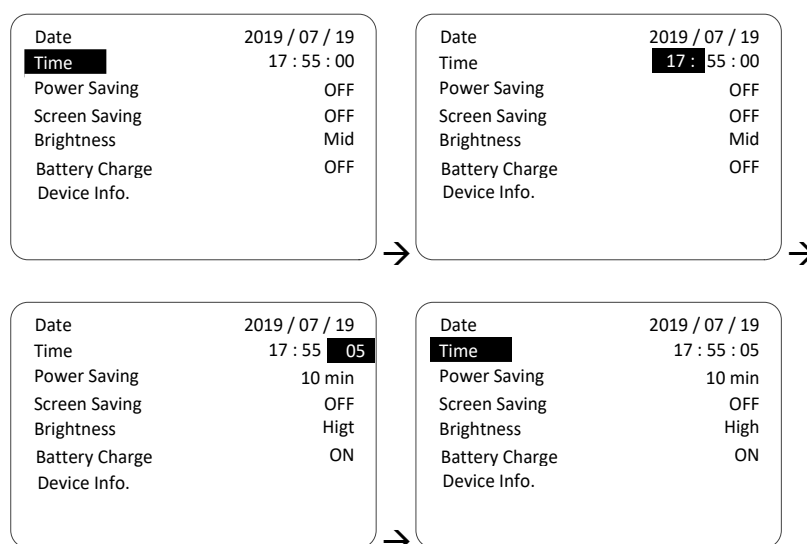 Date 2019 / 07 / 19
Time 17 : 55 : 00
Power Saving OFF
Screen Saving OFF
Brightness Mid
Battery Charge OFF
Device Info.
→
Date 2019 / 07 / 19
Time 17 : 55 : 00
Power Saving OFF
Screen Saving OFF
Brightness Mid
Battery Charge OFF
Device Info.
→
Date 2019 / 07 / 19
Time 17 : 55 05
Power Saving 10 min
Screen Saving OFF
Brightness Higt
Battery Charge ON
Device Info.
→
Date 2019 / 07 / 19
Time 17 : 55 : 05
Power Saving 10 min
Screen Saving OFF
Brightness High
Battery Charge ON
Device Info.